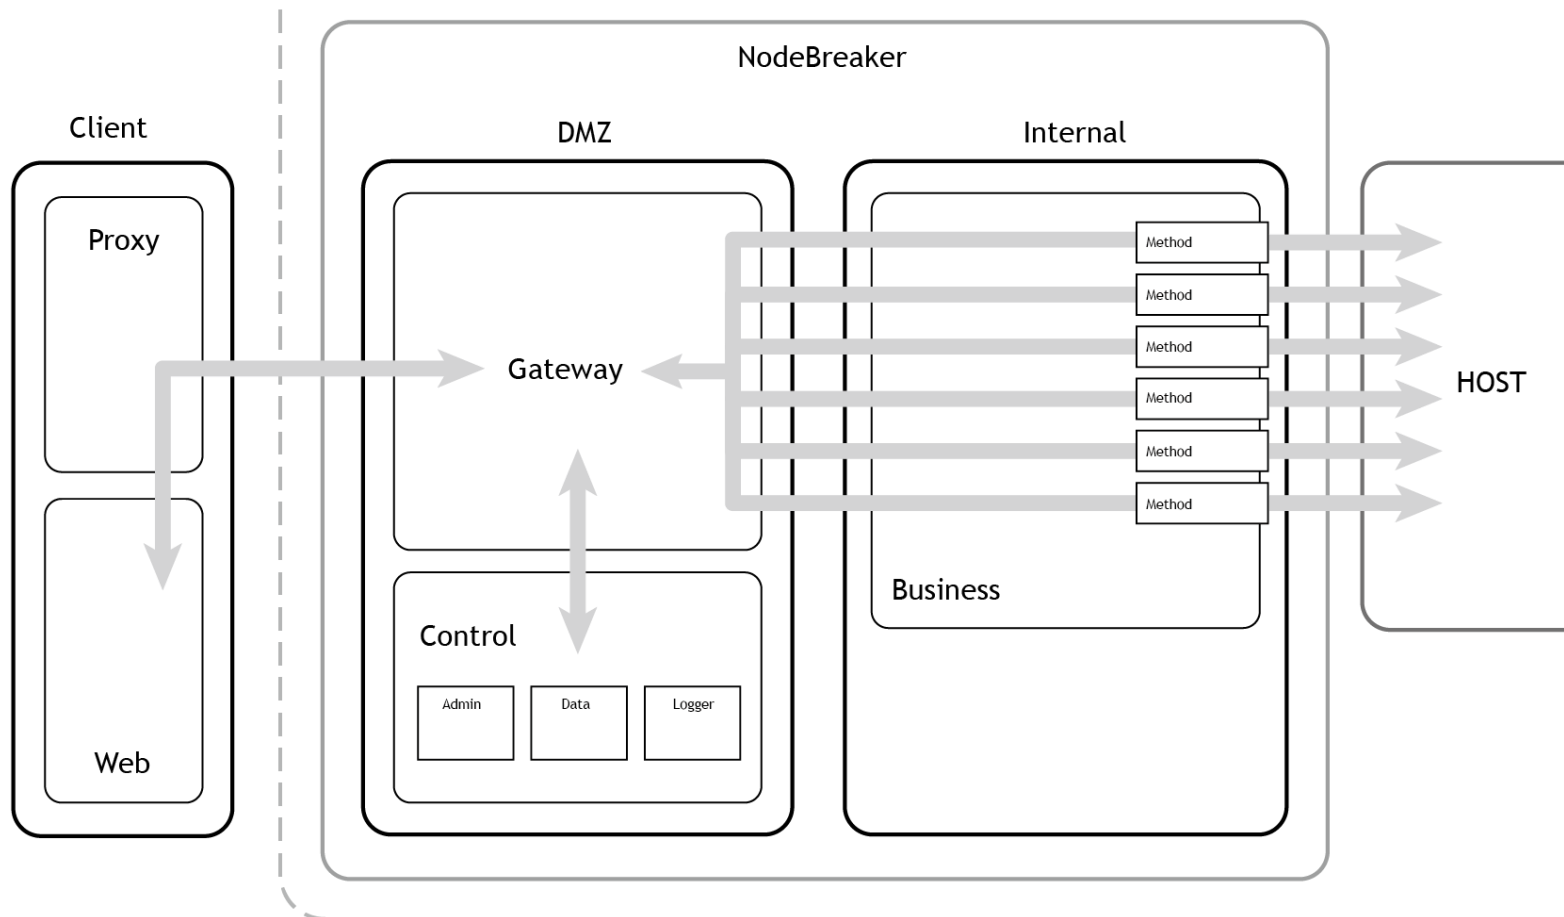 NodeBreaker
Client
DMZ
Internal
Proxy
Gateway
Web
Control
Admin
Data
Logger
Method
Method
Method
Method
Method
Method
Business
HOST